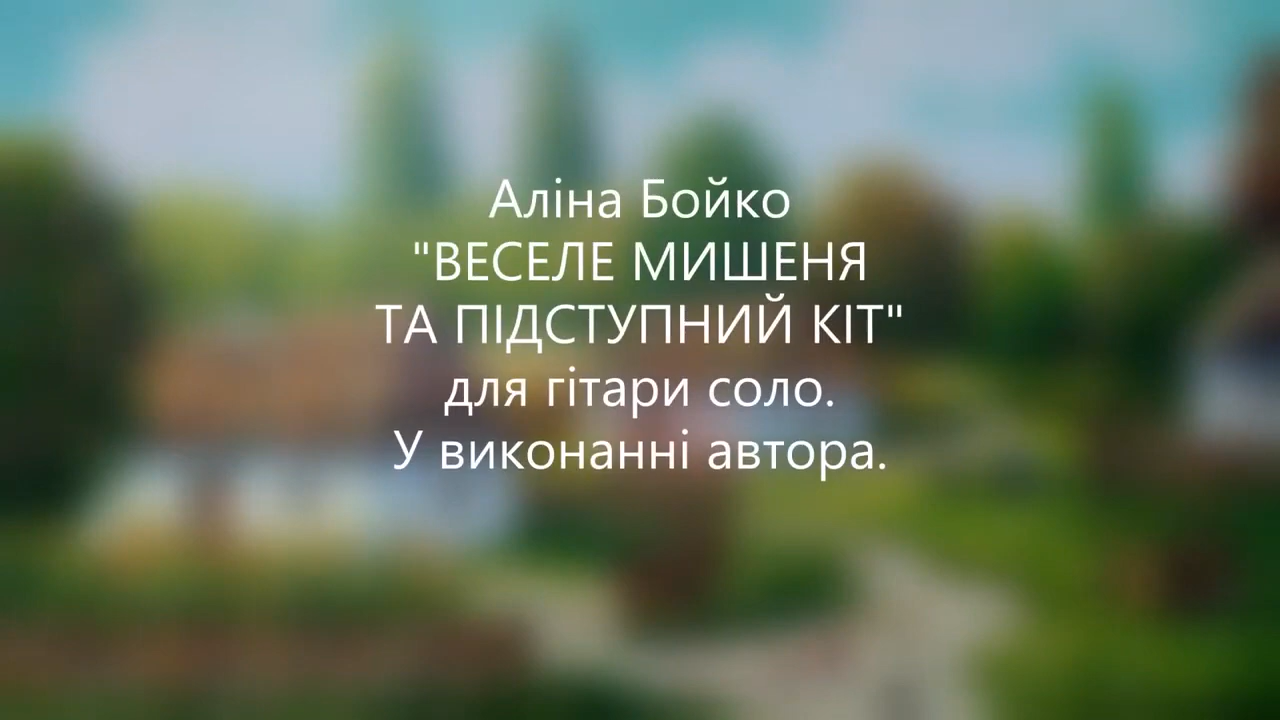 Аліна Бойко
"ВЕСЕЛЕ МИШЕНЯ
ТА ПІДСТУПНИЙ КІТ"
для гітари соло.
У виконанні автора.